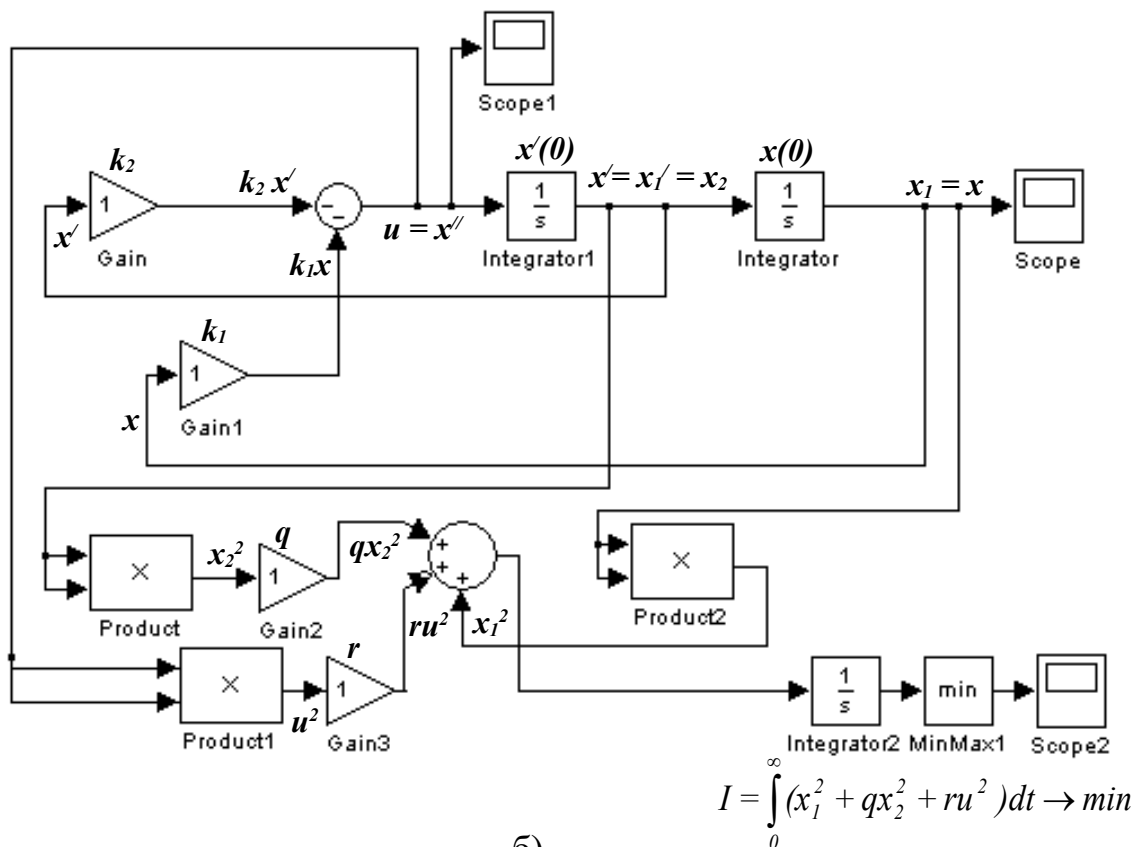 Scope1
k₂
x′(0)
x(0)
k₂ x′
x′= x₁′ = x₂
x₁ = x
1
1/s
1/s
x′
u = x″
Gain
Integrator1
Integrator
Scope
k₁x
k₁
1
x
Gain1
q
x₂²
qx₂²
×
1
×
Product
Gain2
ru²
x₁²
Product2
r
×
1
1/s
min
u²
Product1
Gain3
Integrator2
MinMax1
Scope2
I = ∫₀^∞ (x₁² + qx₂² + ru² )dt → min
б)